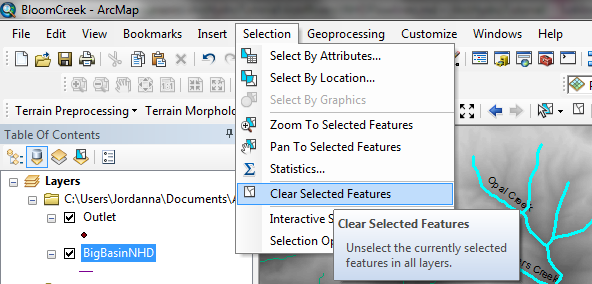 BloomCreek - ArcMap
File Edit View Bookmarks Insert Selection Geoprocessing Customize Windows Help
Select By Attributes...
Select By Location...
Select By Graphics
Terrain Preprocessing Terrain Morpholo
Zoom To Selected Features
Table Of Contents
Pan To Selected Features
Statistics...
Layers
Clear Selected Features
C:\Users\Jordanna\Documents\A
Opal Creek
Outlet
Interactive S
Clear Selected Features
Selection Op
Unselect the currently selected
features in all layers.
BigBasinNHD
rs Creek